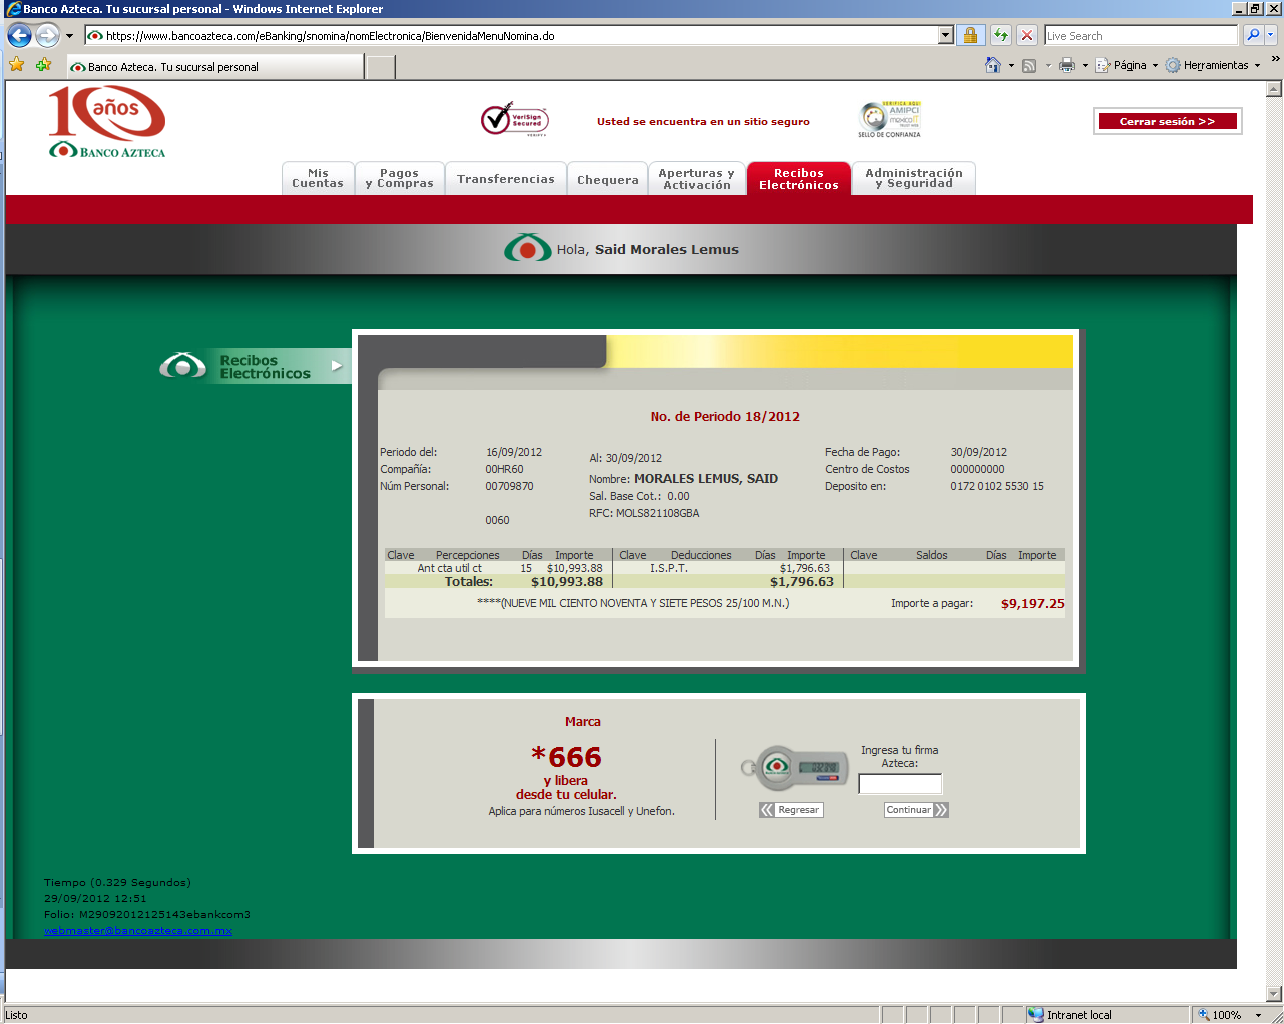 Banco Azteca. Tu sucursal personal - Windows Internet Explorer
https://www.bancoazteca.com/eBanking/snomina/nomElectronica/BienvenidaMenuNomina.do
Live Search
Banco Azteca. Tu sucursal personal
Página
Herramientas
10 años
BANCO AZTECA
VeriSign Secured
VERIFY
Usted se encuentra en un sitio seguro
VERIFICA AQUI
AMIPCI
mexico IT
SELLO DE CONFIANZA
Cerrar sesión >>
Mis Cuentas
Pagos y Compras
Transferencias
Chequera
Aperturas y Activación
Recibos Electrónicos
Administración y Seguridad
Hola, Said Morales Lemus
Recibos
Electrónicos
No. de Periodo 18/2012
Periodo del: 16/09/2012 Al: 30/09/2012 Fecha de Pago: 30/09/2012
Compañía: 00HR60 Nombre: MORALES LEMUS, SAID Centro de Costos 000000000
Núm Personal: 00709870 Sal. Base Cot.: 0.00 Deposito en: 0172 0102 5530 15
0060 RFC: MOLS821108GBA
Clave Percepciones Días Importe Clave Deducciones Días Importe Clave Saldos Días Importe
Ant cta util ct 15 $10,993.88 I.S.P.T. $1,796.63
Totales: $10,993.88 $1,796.63
****(NUEVE MIL CIENTO NOVENTA Y SIETE PESOS 25/100 M.N.) Importe a pagar: $9,197.25
Marca
*666
y libera
desde tu celular.
Aplica para números Iusacell y Unefon.
Ingresa tu firma
Azteca:
Regresar
Continuar
Tiempo (0.329 Segundos)
29/09/2012 12:51
Folio: M29092012125143ebankcom3
webmaster@bancoazteca.com.mx
Listo
Intranet local
100%